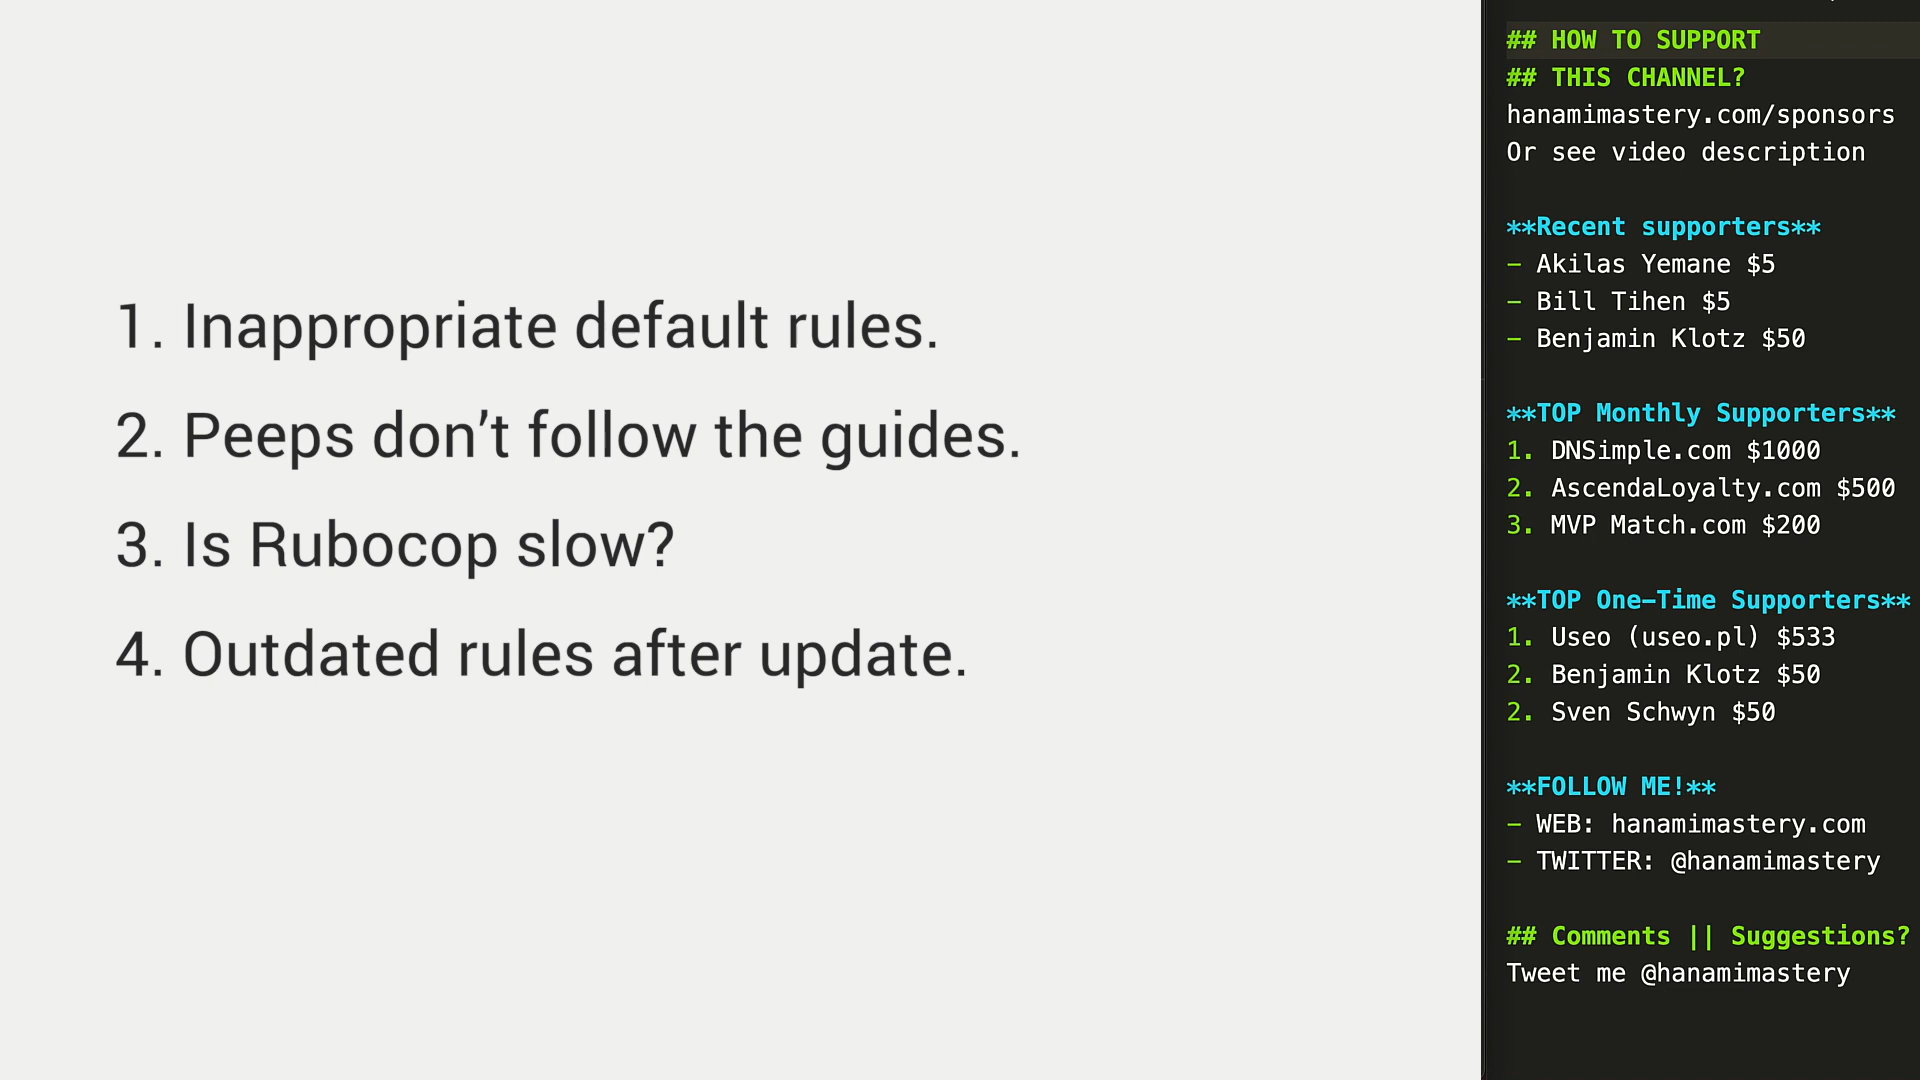 1. Inappropriate default rules.
2. Peeps don’t follow the guides.
3. Is Rubocop slow?
4. Outdated rules after update.
## HOW TO SUPPORT
## THIS CHANNEL?
hanamimastery.com/sponsors
Or see video description
**Recent supporters**
- Akilas Yemane $5
- Bill Tihen $5
- Benjamin Klotz $50
**TOP Monthly Supporters**
1. DNSimple.com $1000
2. AscendaLoyalty.com $500
3. MVP Match.com $200
**TOP One-Time Supporters**
1. Useo (useo.pl) $533
2. Benjamin Klotz $50
2. Sven Schwyn $50
**FOLLOW ME!**
- WEB: hanamimastery.com
- TWITTER: @hanamimastery
## Comments || Suggestions?
Tweet me @hanamimastery